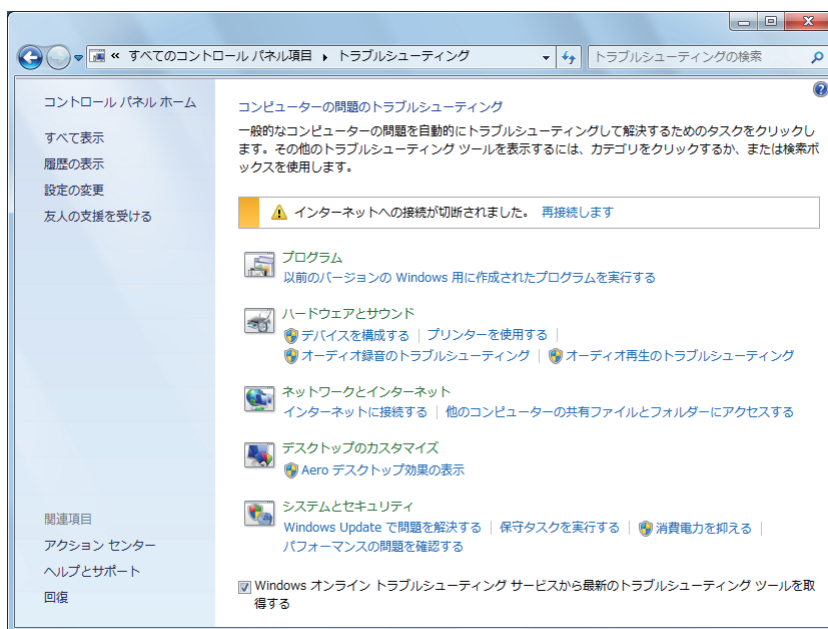 « すべてのコントロール パネル項目 ▸ トラブルシューティング
トラブルシューティングの検索
コントロール パネル ホーム
すべて表示
履歴の表示
設定の変更
友人の支援を受ける
関連項目
アクション センター
ヘルプとサポート
回復
コンピューターの問題のトラブルシューティング
一般的なコンピューターの問題を自動的にトラブルシューティングして解決するためのタスクをクリックし
ます。その他のトラブルシューティング ツールを表示するには、カテゴリをクリックするか、または検索ボ
ックスを使用します。
インターネットへの接続が切断されました。 再接続します
プログラム
以前のバージョンの Windows 用に作成されたプログラムを実行する
ハードウェアとサウンド
デバイスを構成する | プリンターを使用する |
オーディオ録音のトラブルシューティング | オーディオ再生のトラブルシューティング
ネットワークとインターネット
インターネットに接続する | 他のコンピューターの共有ファイルとフォルダーにアクセスする
デスクトップのカスタマイズ
Aero デスクトップ効果の表示
システムとセキュリティ
Windows Update で問題を解決する | 保守タスクを実行する | 消費電力を抑える |
パフォーマンスの問題を確認する
Windows オンライン トラブルシューティング サービスから最新のトラブルシューティング ツールを取
得する